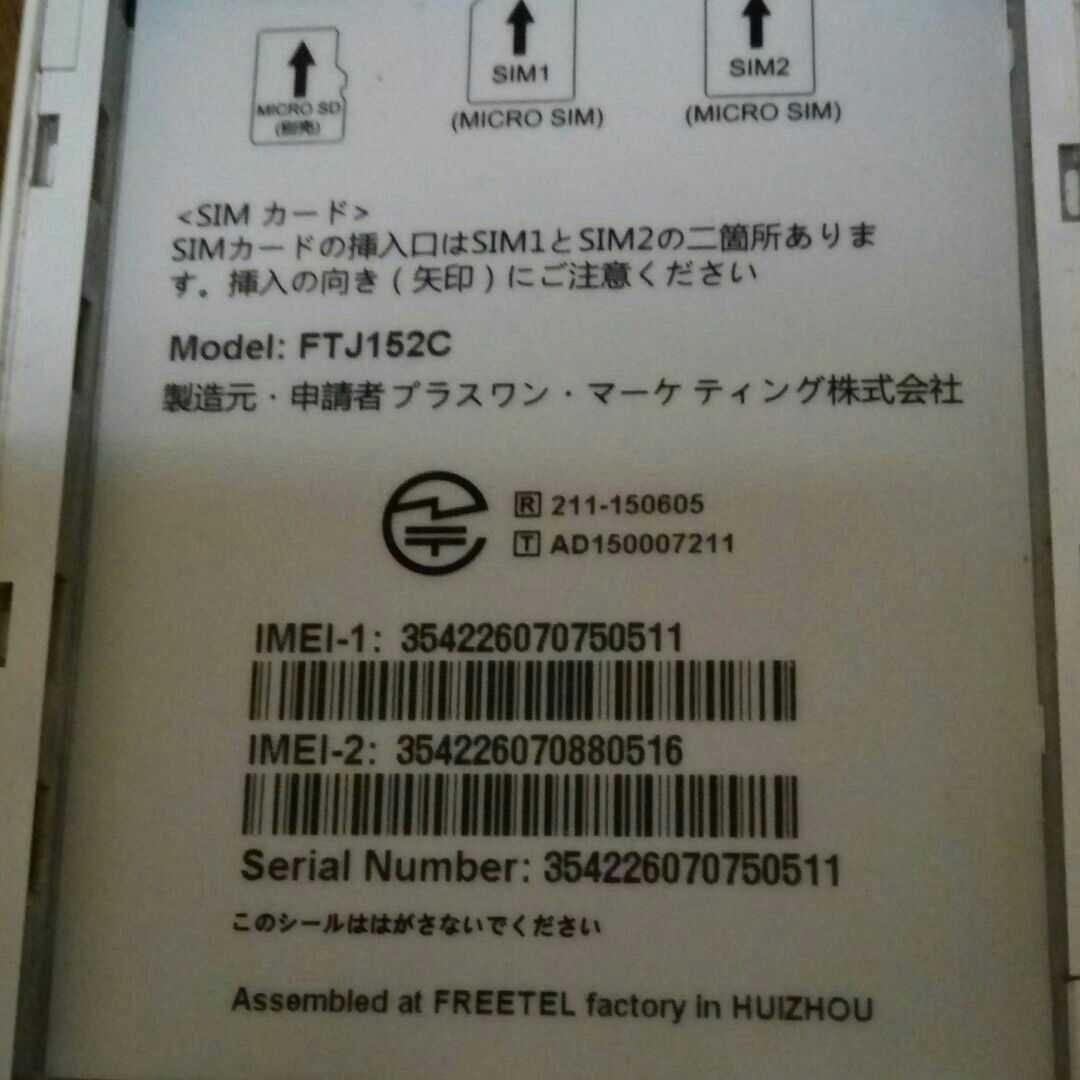 MICRO SD
(別売)
SIM1
(MICRO SIM)
SIM2
(MICRO SIM)
<SIM カード>
SIMカードの挿入口はSIM1とSIM2の二箇所ありま
す。挿入の向き(矢印)にご注意ください
Model: FTJ152C
製造元・申請者プラスワン・マーケティング株式会社
R 211-150605
T AD150007211
IMEI-1: 354226070750511
IMEI-2: 354226070880516
Serial Number: 354226070750511
このシールははがさないでください
Assembled at FREETEL factory in HUIZHOU